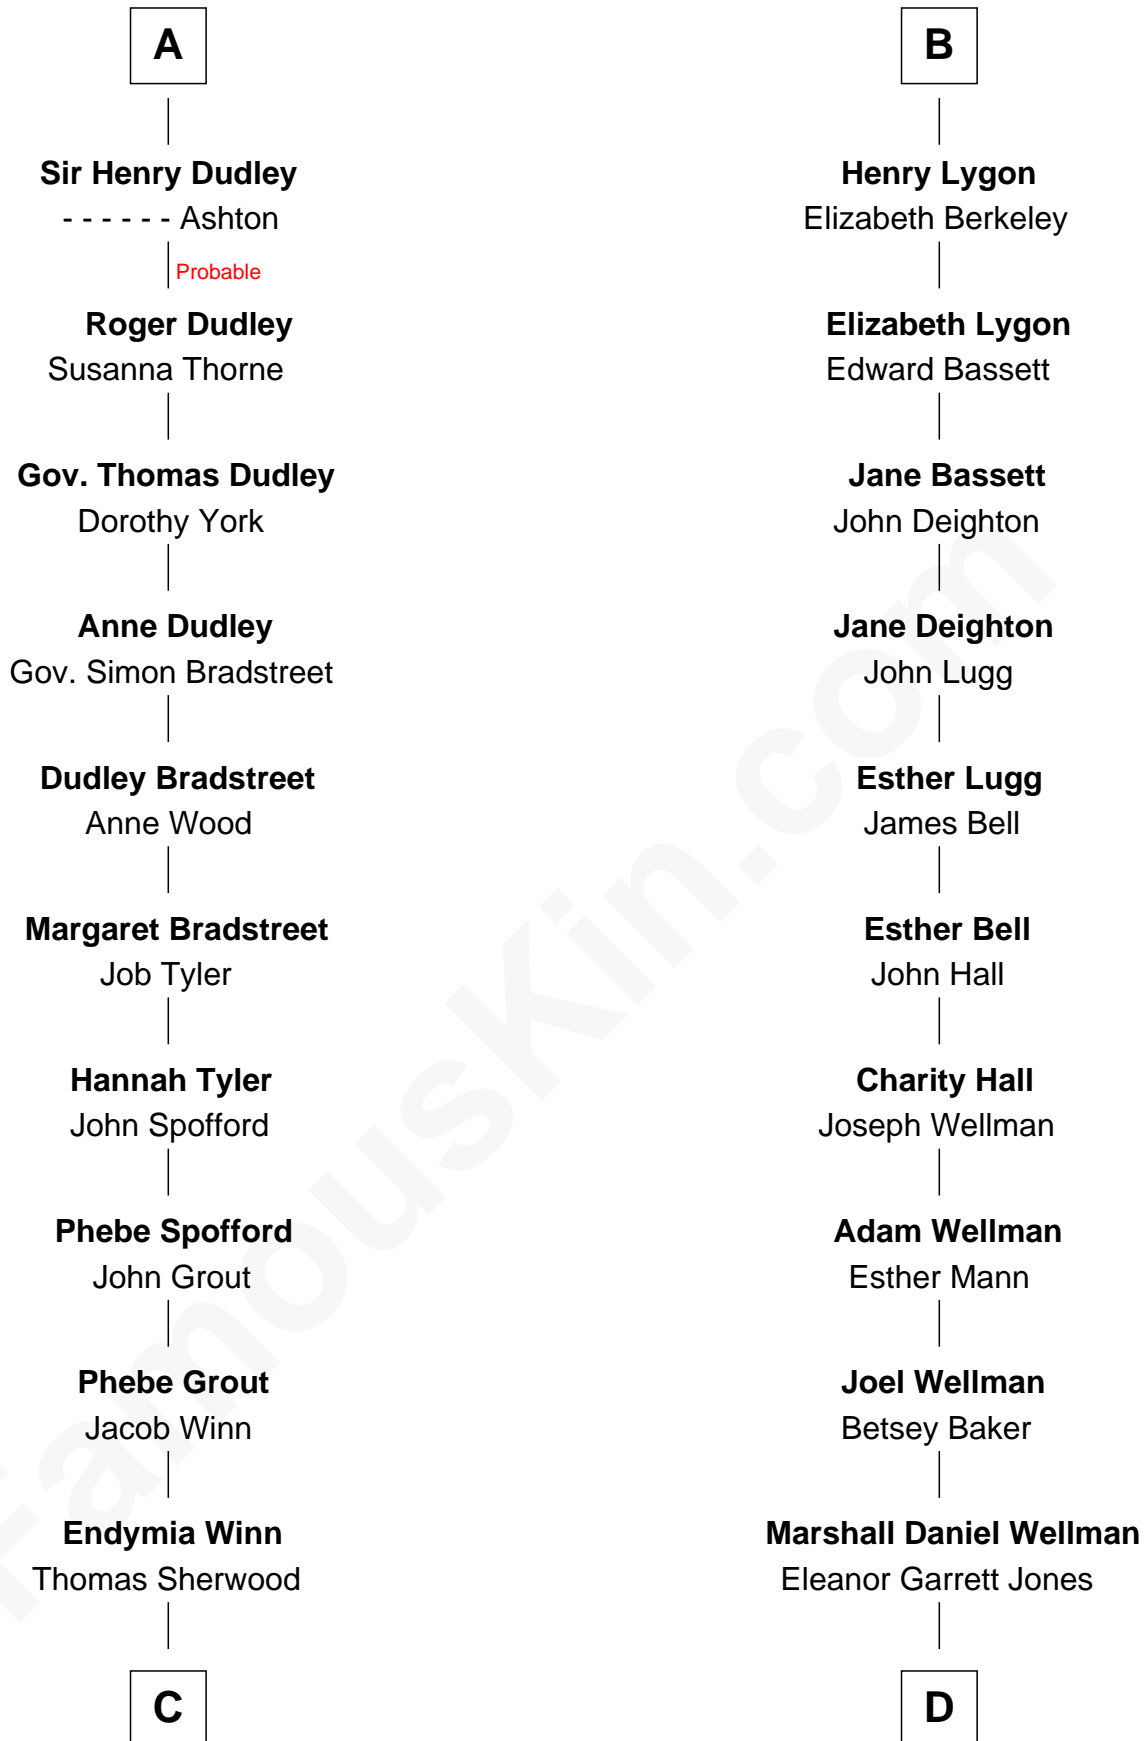 A
Sir Henry Dudley
- - - - - - Ashton
Probable
Roger Dudley
Susanna Thorne
Gov. Thomas Dudley
Dorothy York
Anne Dudley
Gov. Simon Bradstreet
Dudley Bradstreet
Anne Wood
Margaret Bradstreet
Job Tyler
Hannah Tyler
John Spofford
Phebe Spofford
John Grout
Phebe Grout
Jacob Winn
Endymia Winn
Thomas Sherwood
C
B
Henry Lygon
Elizabeth Berkeley
Elizabeth Lygon
Edward Bassett
Jane Bassett
John Deighton
Jane Deighton
John Lugg
Esther Lugg
James Bell
Esther Bell
John Hall
Charity Hall
Joseph Wellman
Adam Wellman
Esther Mann
Joel Wellman
Betsey Baker
Marshall Daniel Wellman
Eleanor Garrett Jones
D
FamousKin.com